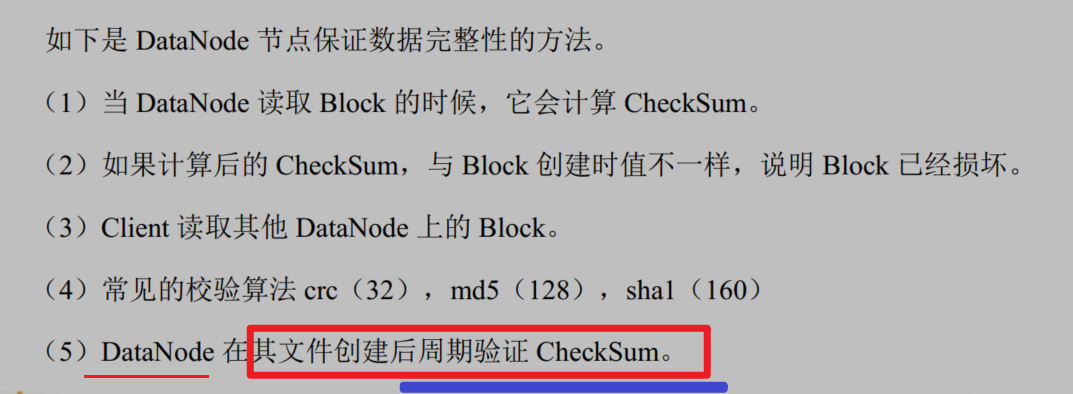 如下是 DataNode 节点保证数据完整性的方法。
（1）当 DataNode 读取 Block 的时候，它会计算 CheckSum。
（2）如果计算后的 CheckSum，与 Block 创建时值不一样，说明 Block 已经损坏。
（3）Client 读取其他 DataNode 上的 Block。
（4）常见的校验算法 crc（32），md5（128），sha1（160）
（5）DataNode 在其文件创建后周期验证 CheckSum。